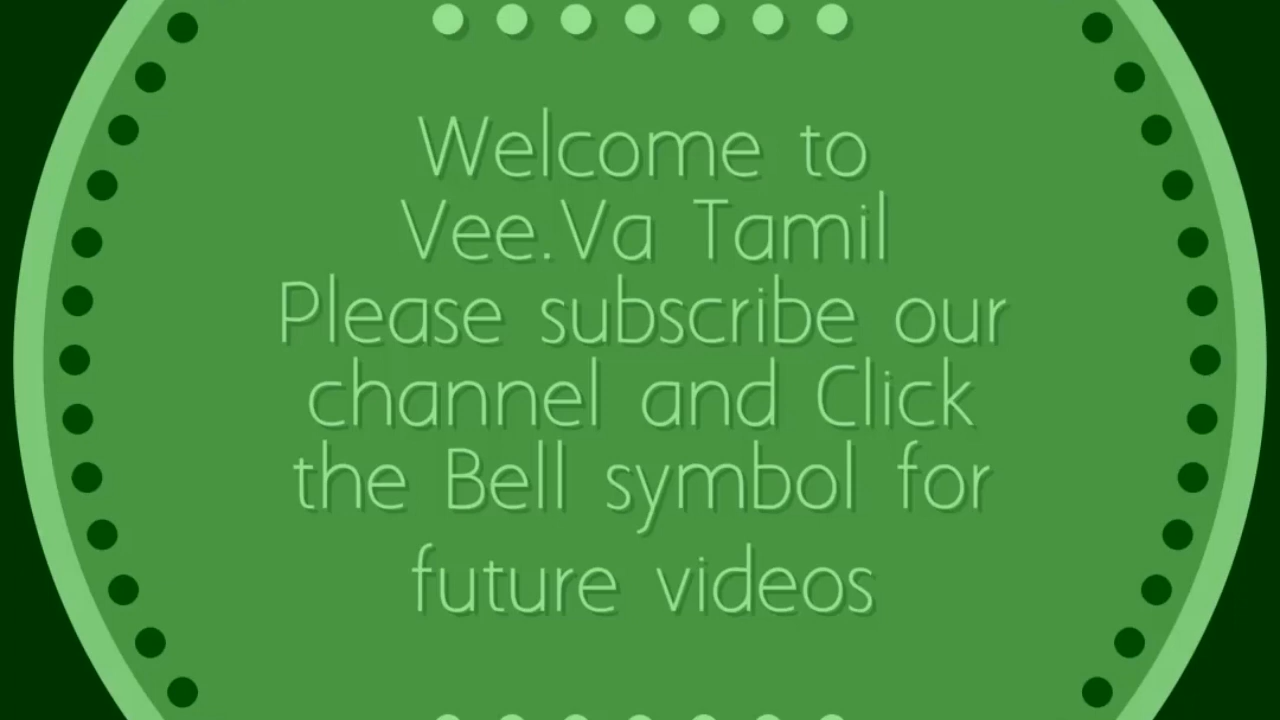 Welcome to
Vee.Va Tamil
Please subscribe our
channel and Click
the Bell symbol for
future videos